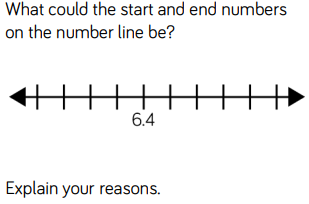 What could the start and end numbers
on the number line be?
6.4
Explain your reasons.